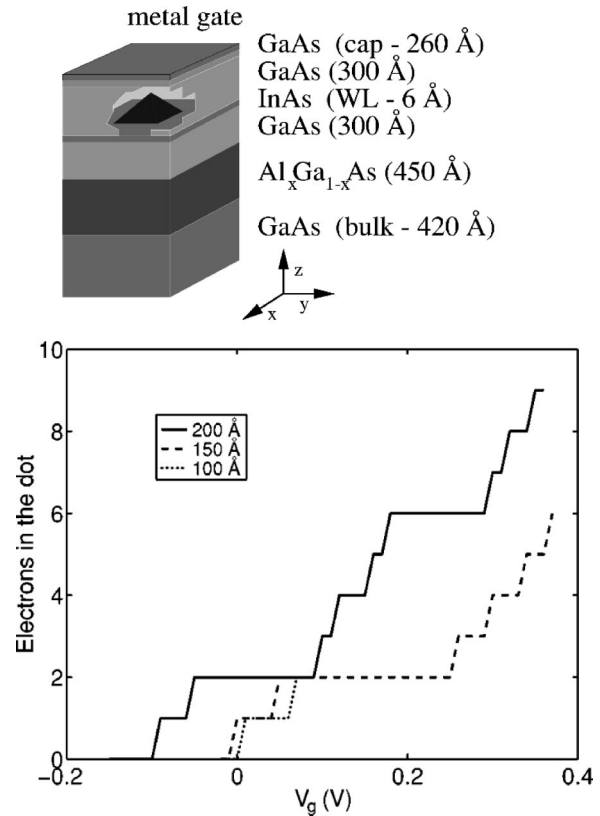 metal gate
GaAs (cap - 260 Å)
GaAs (300 Å)
InAs (WL - 6 Å)
GaAs (300 Å)
AlxGa1-xAs (450 Å)
GaAs (bulk - 420 Å)
z
y
x
10
8
6
4
2
0
Electrons in the dot
200 Å
150 Å
100 Å
-0.2
0
0.2
0.4
Vg (V)